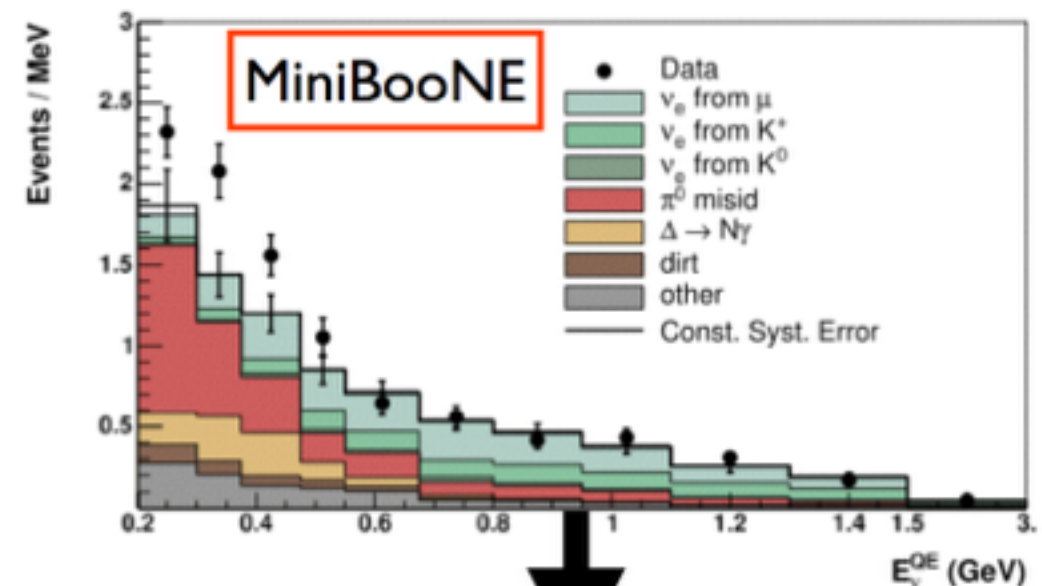 Events / MeV
3
2.5
2
1.5
1
0.5
MiniBooNE
Data
νe from μ
νe from K⁺
νe from K⁰
π⁰ misid
Δ → Nγ
dirt
other
Const. Syst. Error
0.2 0.4 0.6 0.8 1 1.2 1.4 1.5 3.
E_ν^QE (GeV)